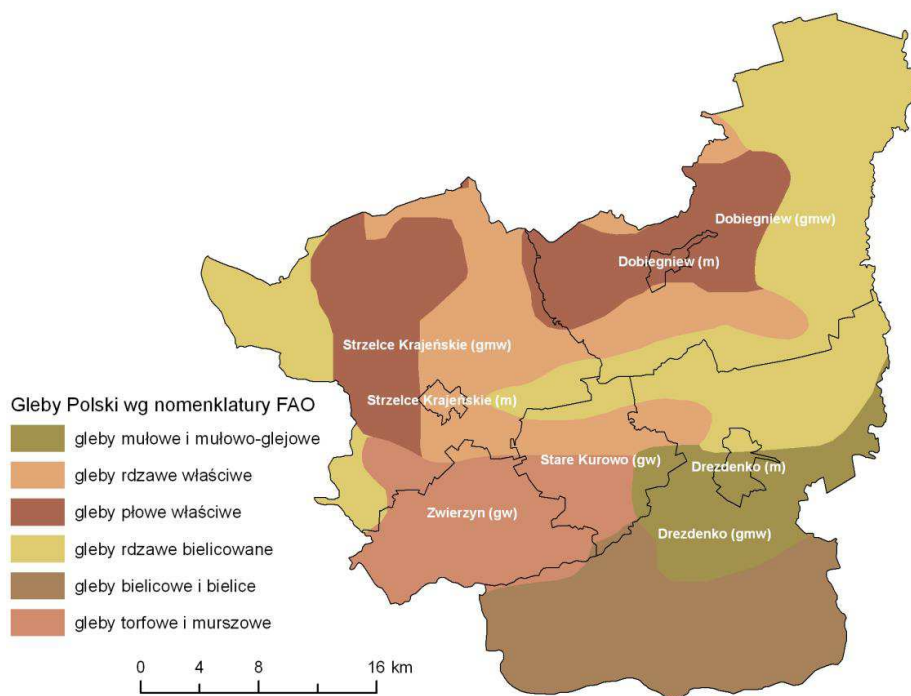 Dobiegniew (gmw)
Dobiegniew (m)
Strzelce Krajeńskie (gmw)
Strzelce Krajeńskie (m)
Stare Kurowo (gw)
Drezdenko (m)
Zwierzyn (gw)
Drezdenko (gmw)
Gleby Polski wg nomenklatury FAO
gleby mułowe i mułowo-glejowe
gleby rdzawe właściwe
gleby płowe właściwe
gleby rdzawe bielicowane
gleby bielicowe i bielice
gleby torfowe i murszowe
0 4 8 16 km